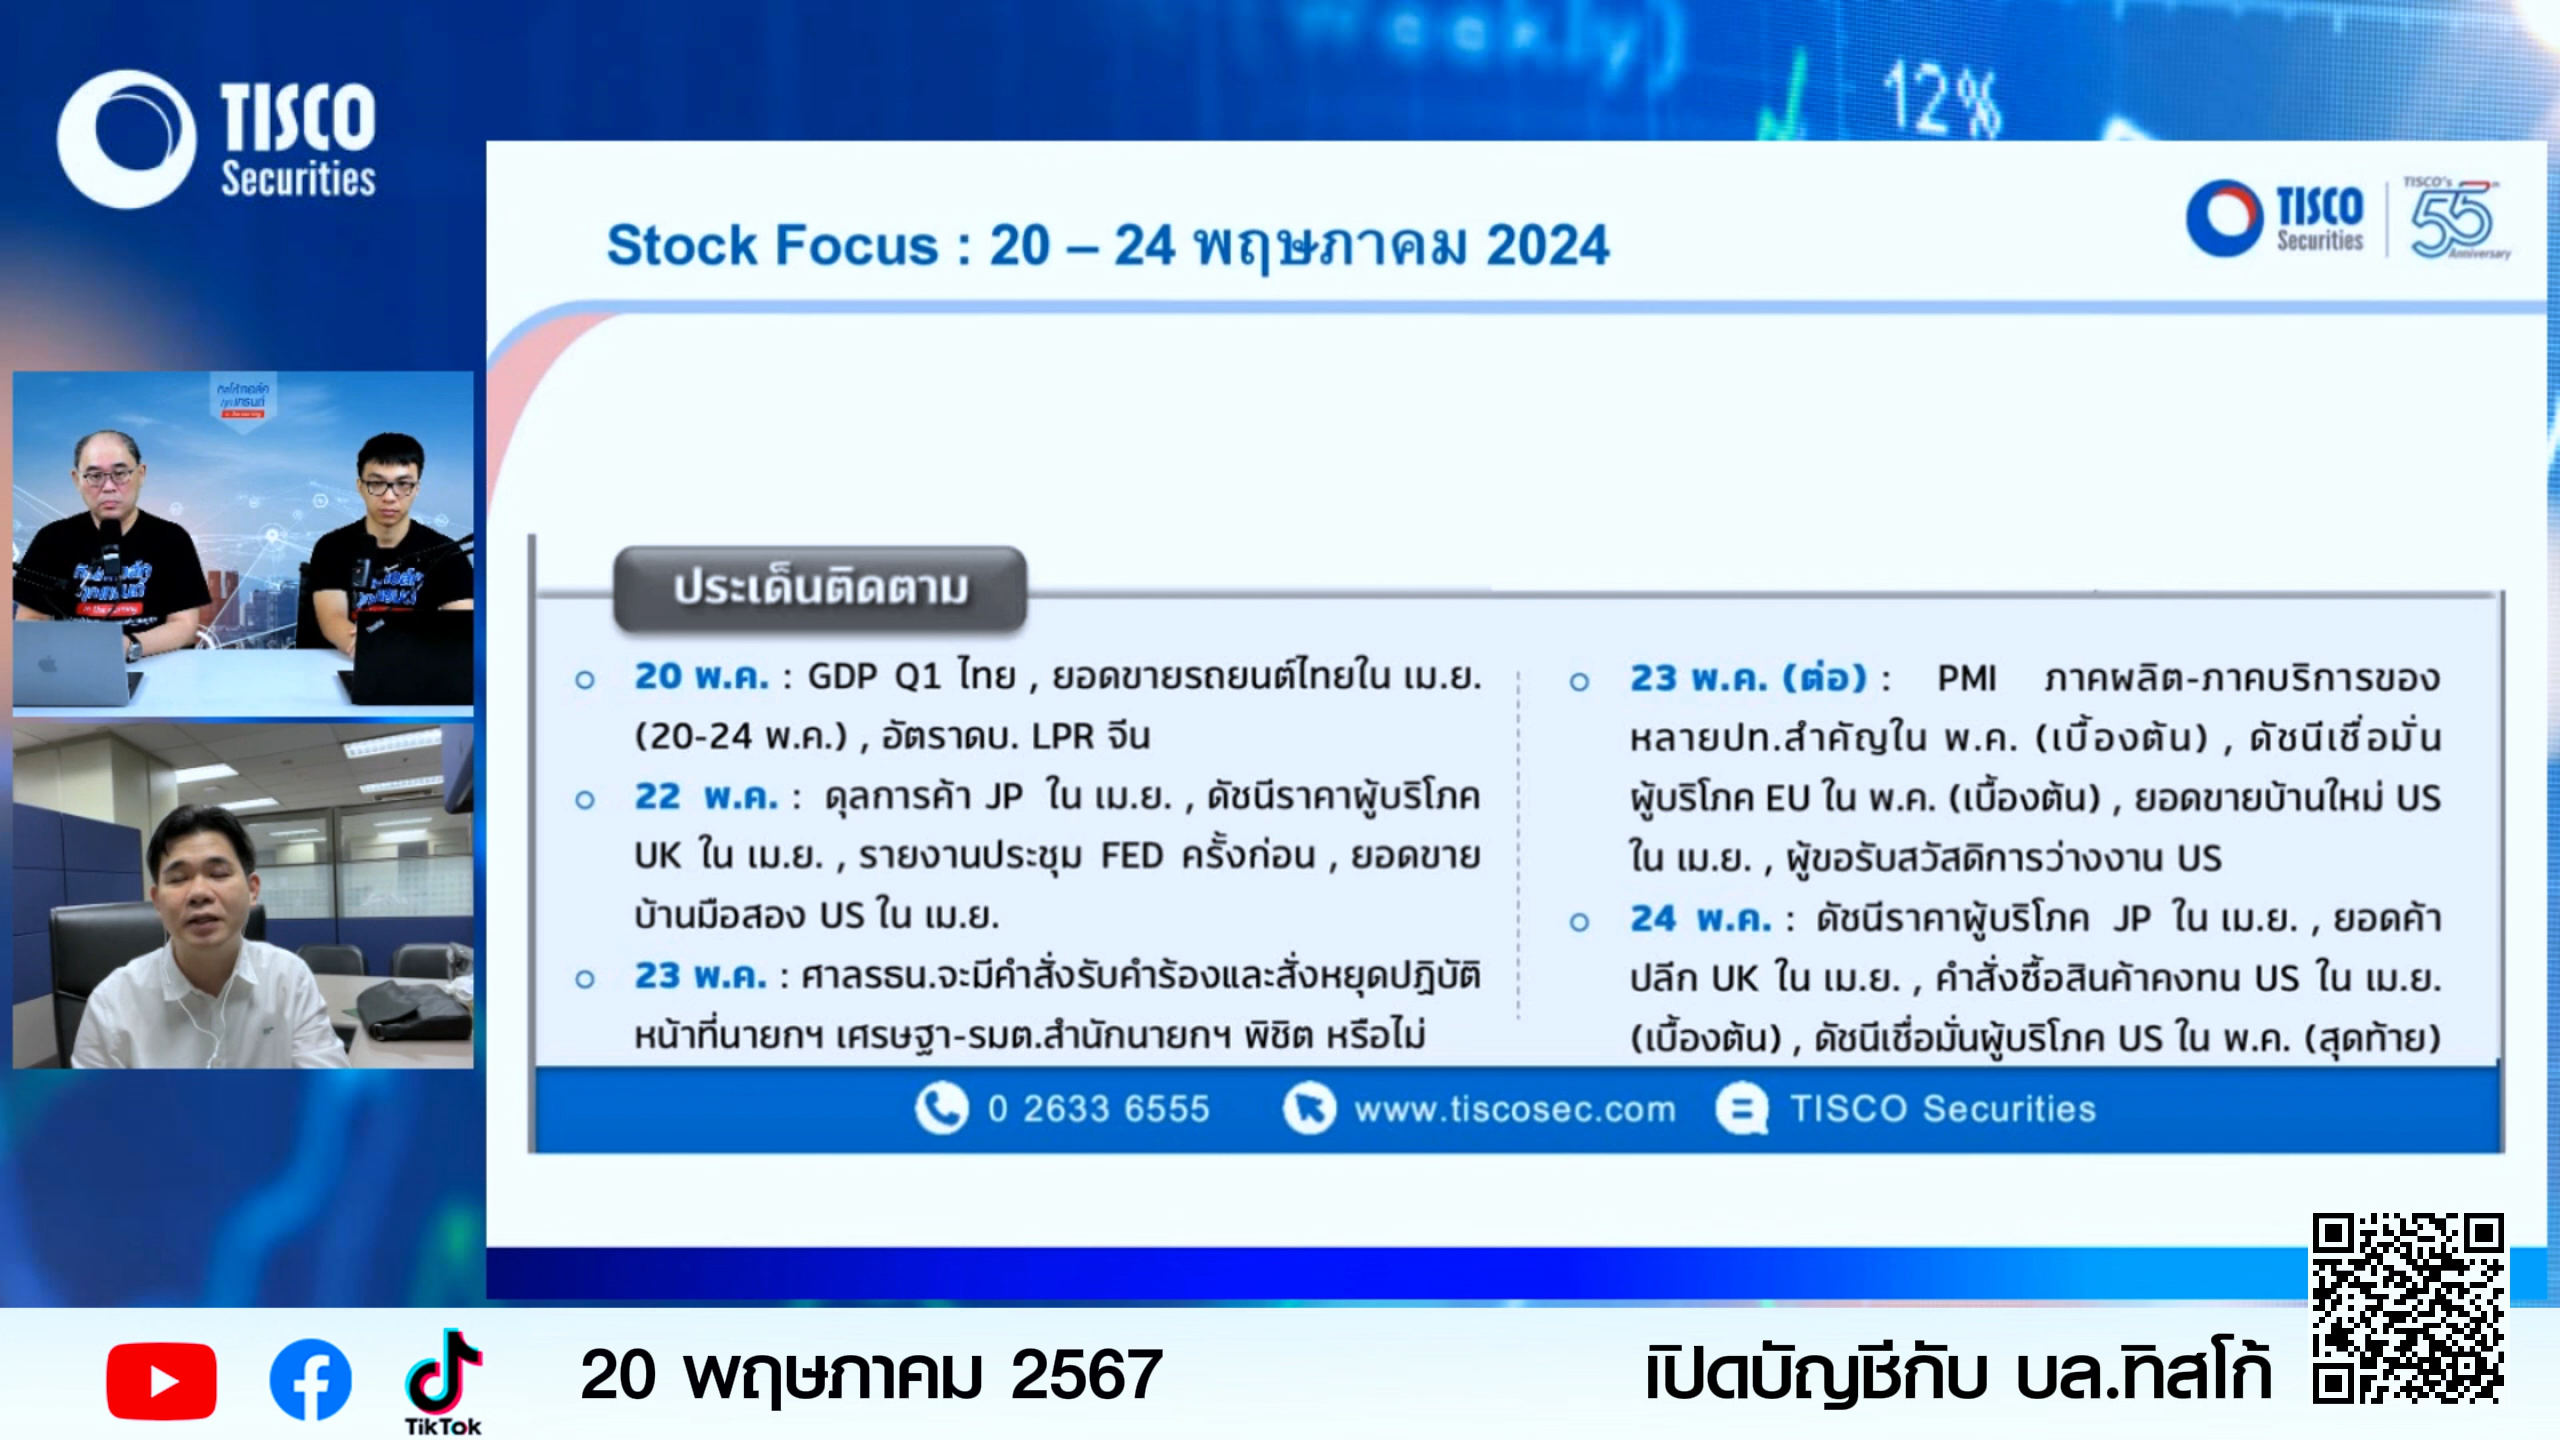 Weekly)
12%
TISCO
Securities
Stock Focus : 20 – 24 พฤษภาคม 2024
TISCO
Securities
TISCO's
55th
Anniversary
ประเด็นติดตาม
20 พ.ค. : GDP Q1 ไทย , ยอดขายรถยนต์ไทยใน เม.ย.
(20-24 พ.ค.) , อัตราดบ. LPR จีน
22 พ.ค. : ดุลการค้า JP ใน เม.ย. , ดัชนีราคาผู้บริโภค
UK ใน เม.ย. , รายงานประชุม FED ครั้งก่อน , ยอดขาย
บ้านมือสอง US ใน เม.ย.
23 พ.ค. : ศาลรธน.จะมีคำสั่งรับคำร้องและสั่งหยุดปฏิบัติ
หน้าที่นายกฯ เศรษฐา-รมต.สำนักนายกฯ พิชิต หรือไม่
23 พ.ค. (ต่อ) : PMI ภาคผลิต-ภาคบริการของ
หลายปท.สำคัญใน พ.ค. (เบื้องต้น) , ดัชนีเชื่อมั่น
ผู้บริโภค EU ใน พ.ค. (เบื้องต้น) , ยอดขายบ้านใหม่ US
ใน เม.ย. , ผู้ขอรับสวัสดิการว่างงาน US
24 พ.ค. : ดัชนีราคาผู้บริโภค JP ใน เม.ย. , ยอดค้า
ปลีก UK ใน เม.ย. , คำสั่งซื้อสินค้าคงทน US ใน เม.ย.
(เบื้องต้น) , ดัชนีเชื่อมั่นผู้บริโภค US ใน พ.ค. (สุดท้าย)
0 2633 6555 www.tiscosec.com TISCO Securities
TikTok
20 พฤษภาคม 2567
เปิดบัญชีกับ บล.ทิสโก้